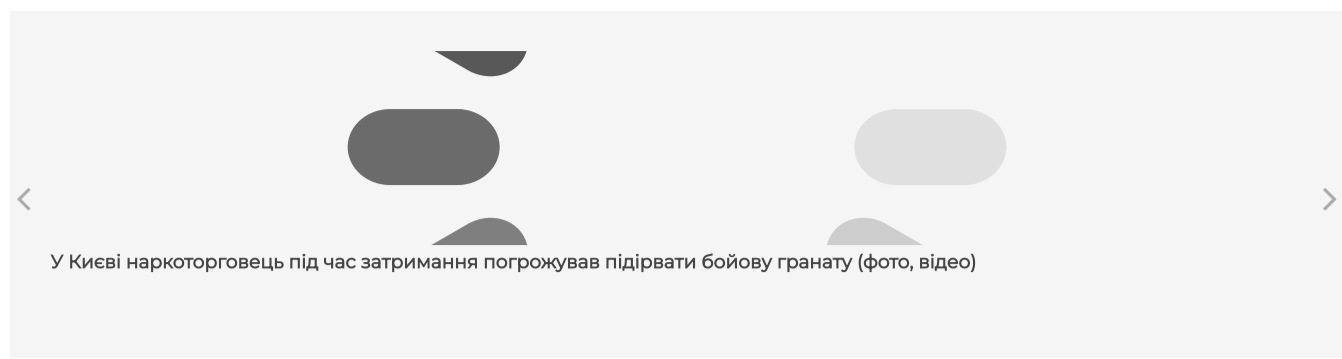 У Києві наркоторговець під час затримання погрожував підірвати бойову гранату (фото, відео)